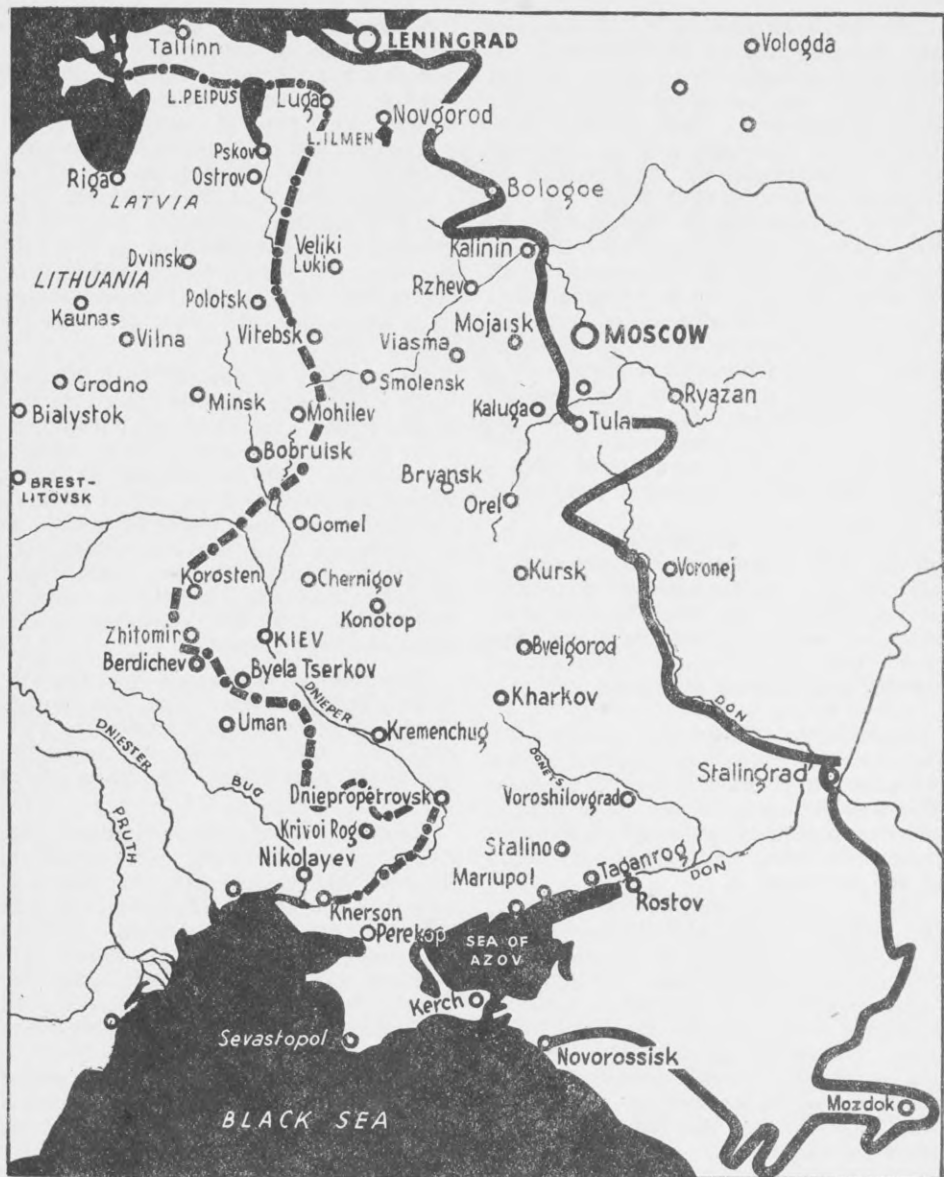 Tallinn
LENINGRAD
Vologda
L.PEIPUS
Luga
Novgorod
L.ILMEN
Pskov
Riga
Ostrov
Bologoe
LATVIA
Dvinsk
Veliki
Luki
Kalinin
LITHUANIA
Kaunas
Polotsk
Rzhev
Vilna
Vitebsk
Mojaisk
MOSCOW
Viasma
Grodno
Smolensk
Bialystok
Minsk
Mohilev
Kaluga
Ryazan
Tula
Bobruisk
BREST-
LITOVSK
Bryansk
Orel
Gomel
Korosten
Chernigov
Kursk
Voronej
Konotop
Zhitomir
KIEV
Byelgorod
Berdichev
Byela Tserkov
Kharkov
DNIEPER
DON
Uman
Kremenchug
DNIESTER
DONETS
Stalingrad
BUG
Dniepropetrovsk
Voroshilovgrad
PRUTH
Krivoi Rog
Stalino
Nikolayev
Mariupol
Taganrog
DON
Rostov
Kherson
Perekop
SEA OF
AZOV
Kerch
Sevastopol
Novorossisk
BLACK SEA
Mozdok